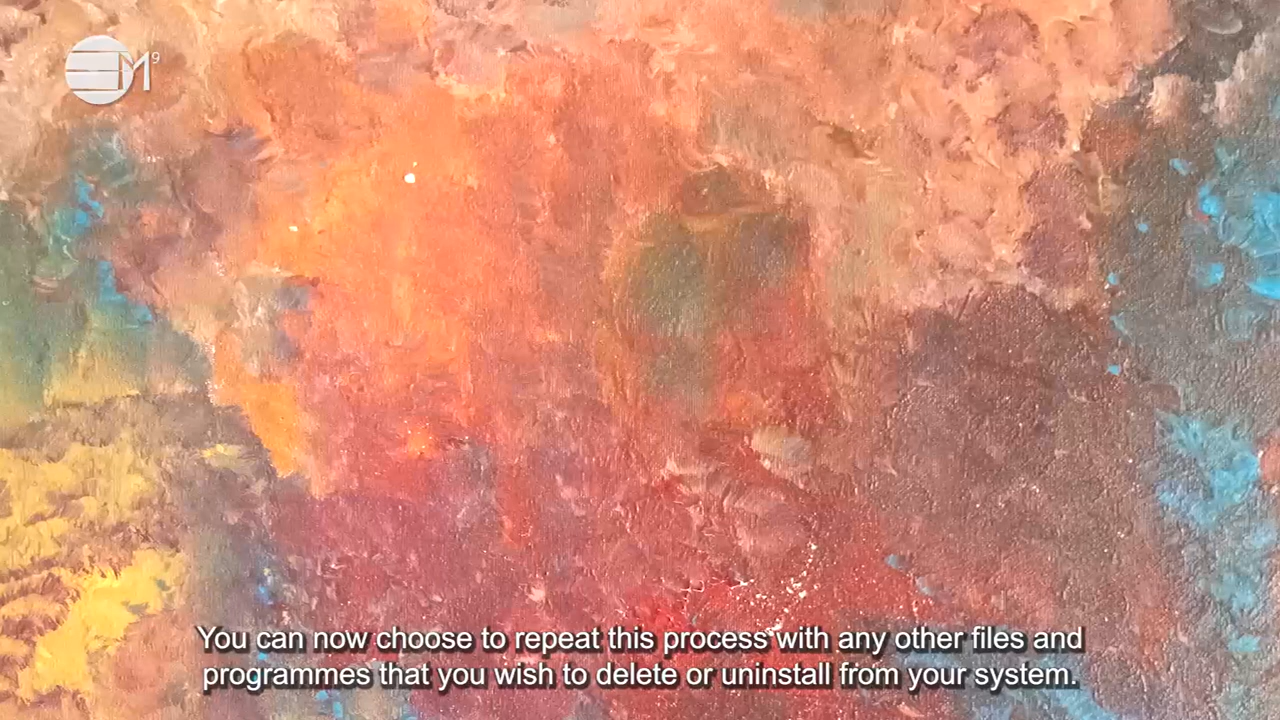 EM9
You can now choose to repeat this process with any other files and
programmes that you wish to delete or uninstall from your system.